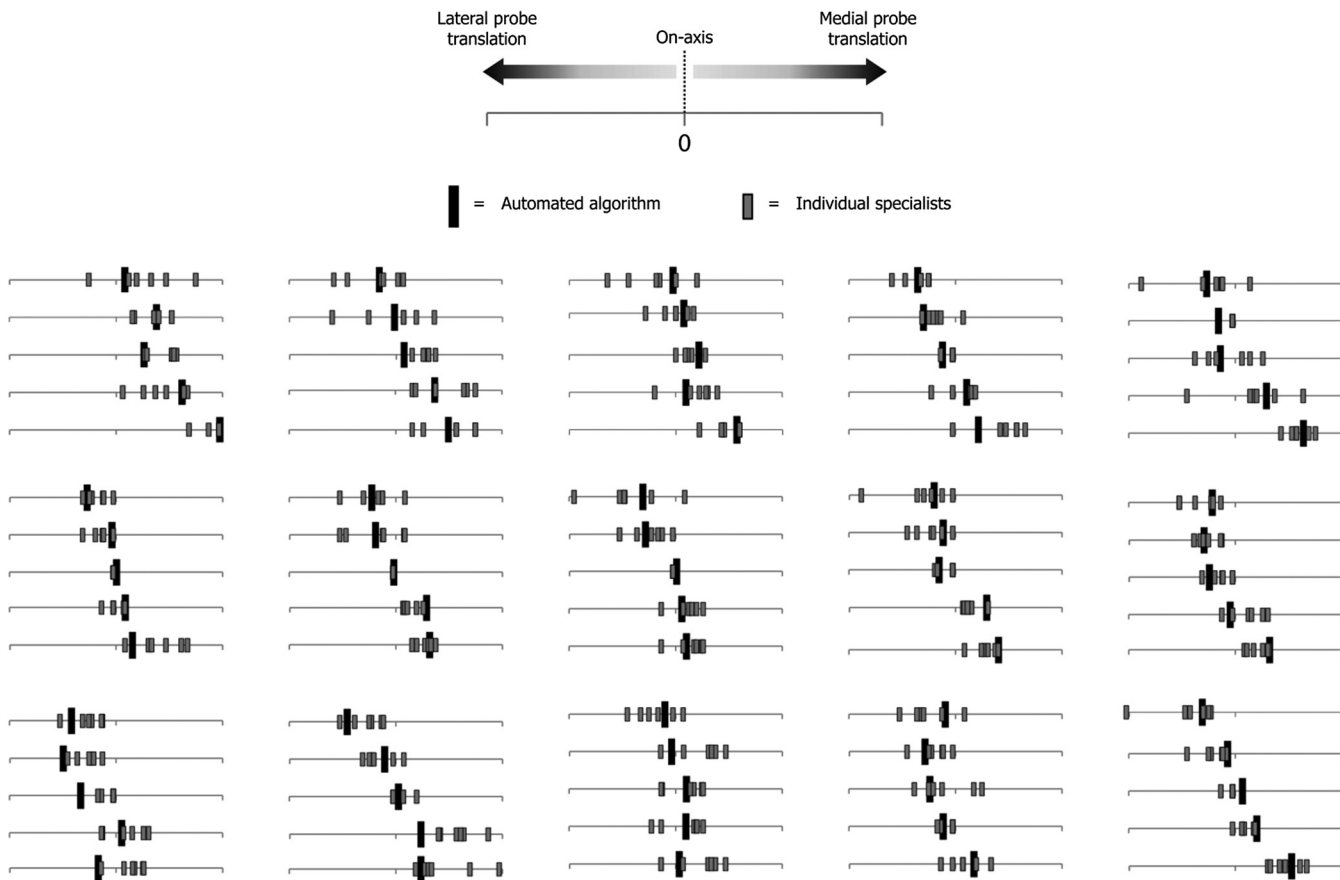 Lateral probe
translation
On-axis
Medial probe
translation
0
= Automated algorithm
= Individual specialists